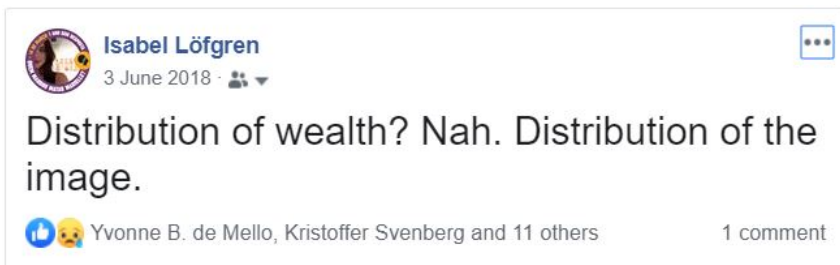 Isabel Löfgren
3 June 2018 ·
Distribution of wealth? Nah. Distribution of the
image.
Yvonne B. de Mello, Kristoffer Svenberg and 11 others 1 comment